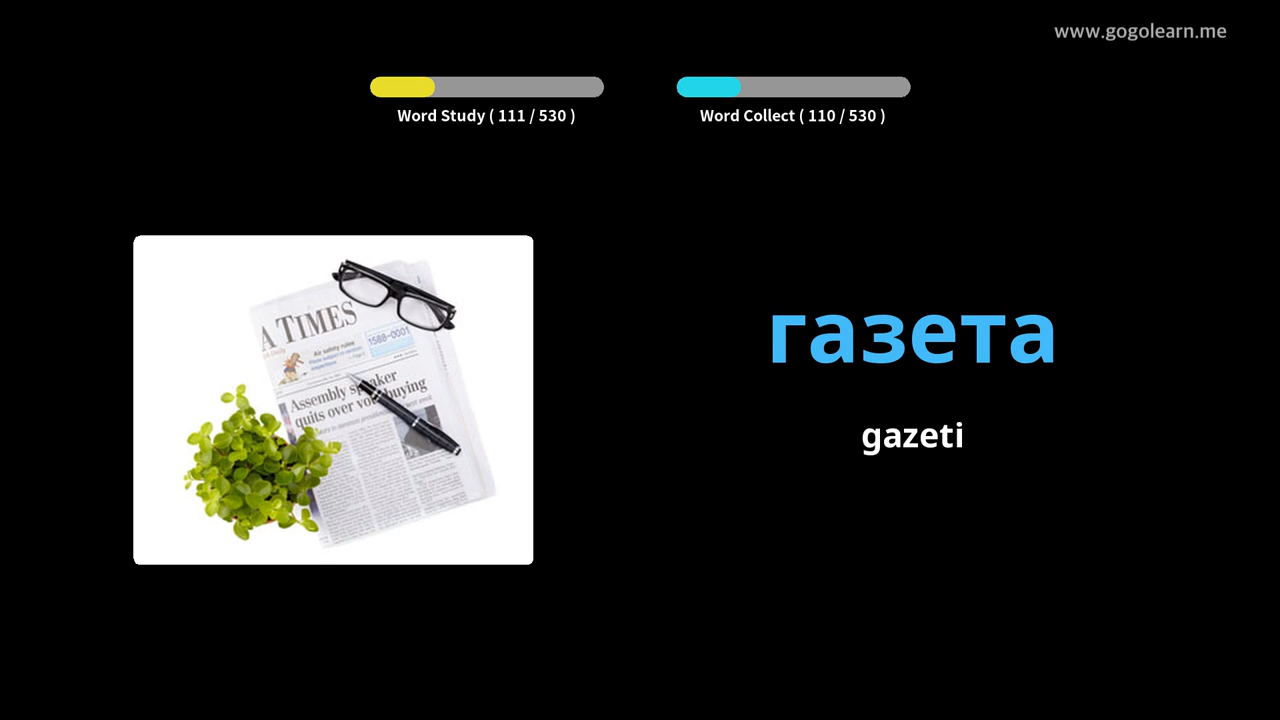 www.gogolearn.me
Word Study ( 111 / 530 )
Word Collect ( 110 / 530 )
A TIMES
Air safety rules
1588-0001
Assembly speaker
quits over vote buying
газета
gazeti